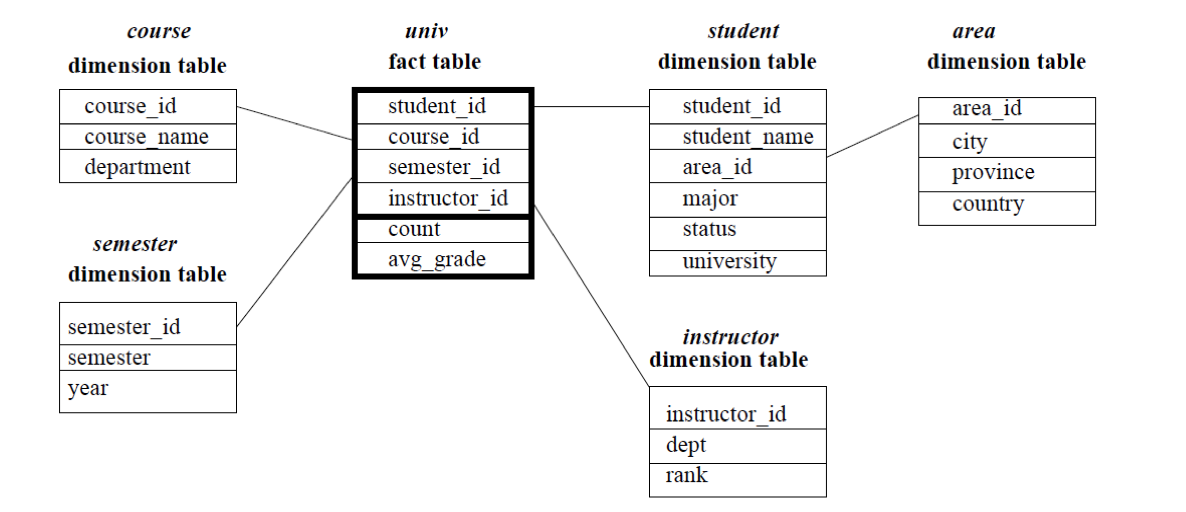 course
dimension table
course_id
course_name
department
semester
dimension table
semester_id
semester
year
univ
fact table
student_id
course_id
semester_id
instructor_id
count
avg_grade
student
dimension table
student_id
student_name
area_id
major
status
university
instructor
dimension table
instructor_id
dept
rank
area
dimension table
area_id
city
province
country